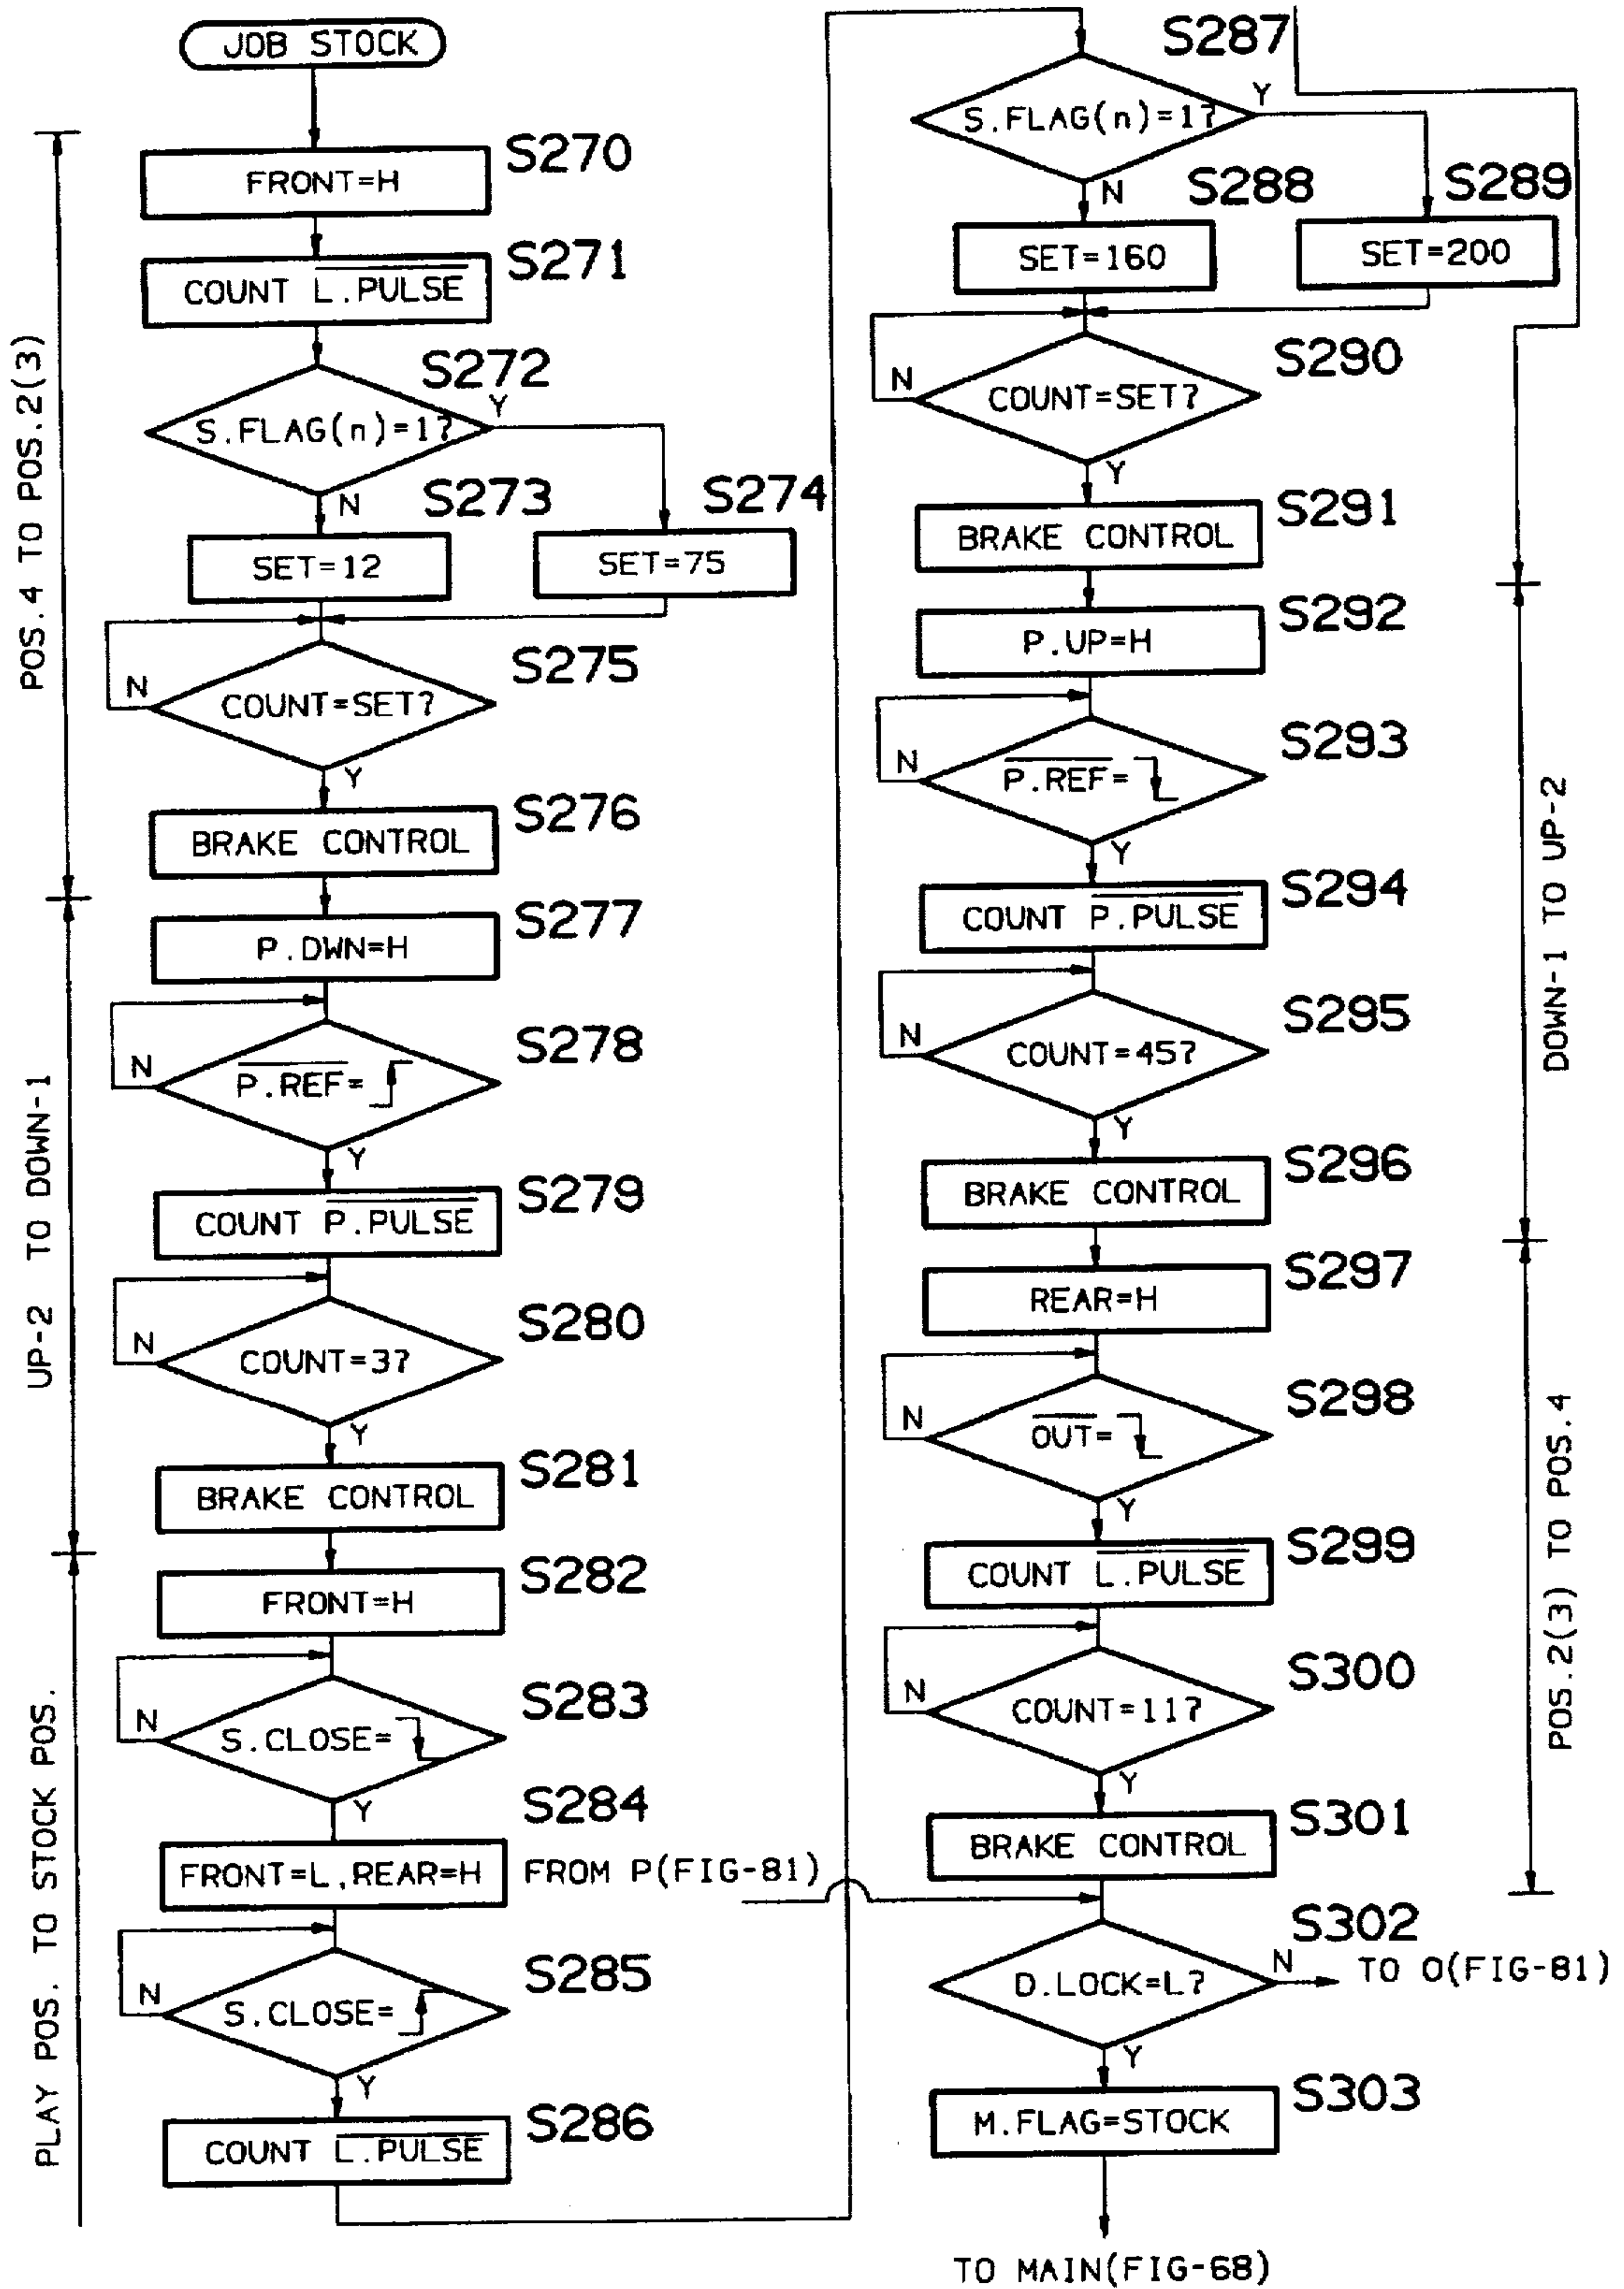 JOB STOCK
S270
FRONT=H
S271
COUNT L.PULSE
S272
S.FLAG(n)=1?
Y
N
S273
SET=12
S274
SET=75
S275
COUNT=SET?
N
Y
S276
BRAKE CONTROL
POS.4 TO POS.2(3)
S277
P.DWN=H
S278
P.REF=
N
Y
S279
COUNT P.PULSE
S280
COUNT=3?
N
Y
S281
BRAKE CONTROL
UP-2 TO DOWN-1
S282
FRONT=H
S283
S.CLOSE=
N
Y
S284
FRONT=L,REAR=H
S285
S.CLOSE=
N
Y
S286
COUNT L.PULSE
PLAY POS. TO STOCK POS.
S287
S.FLAG(n)=1?
Y
N
S288
SET=160
S289
SET=200
S290
COUNT=SET?
N
Y
S291
BRAKE CONTROL
S292
P.UP=H
S293
P.REF=
N
Y
S294
COUNT P.PULSE
S295
COUNT=45?
N
Y
S296
BRAKE CONTROL
DOWN-1 TO UP-2
S297
REAR=H
S298
OUT=
N
Y
S299
COUNT L.PULSE
S300
COUNT=11?
N
Y
S301
BRAKE CONTROL
POS.2(3) TO POS.4
FROM P(FIG-81)
S302
D.LOCK=L?
N
TO O(FIG-81)
Y
S303
M.FLAG=STOCK
TO MAIN(FIG-68)